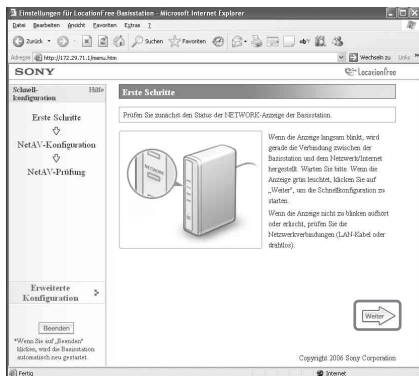 Einstellungen für LocationFree-Basisstation - Microsoft Internet Explorer
Datei Bearbeiten Ansicht Favoriten Extras ?
Zurück Suchen Favoriten
Adresse http://172.29.71.1/menu.htm Wechseln zu Links »
SONY LocationFree
Schnell-
konfiguration
Hilfe
Erste Schritte
NetAV-Konfiguration
NetAV-Prüfung
Erweiterte
Konfiguration
Beenden
*Wenn Sie auf „Beenden"
klicken, wird die Basisstation
automatisch neu gestartet.
Erste Schritte
Prüfen Sie zunächst den Status der NETWORK-Anzeige der Basisstation.
NETWORK
Wenn die Anzeige langsam blinkt, wird
gerade die Verbindung zwischen der
Basisstation und dem Netzwerk/Internet
hergestellt. Warten Sie bitte. Wenn die
Anzeige grün leuchtet, klicken Sie auf
„Weiter", um die Schnellkonfiguration zu
starten.
Wenn die Anzeige nicht zu blinken aufhört
oder erlischt, prüfen Sie die
Netzwerkverbindungen (LAN-Kabel oder
drahtlos).
Weiter
Copyright 2006 Sony Corporation
Fertig Internet